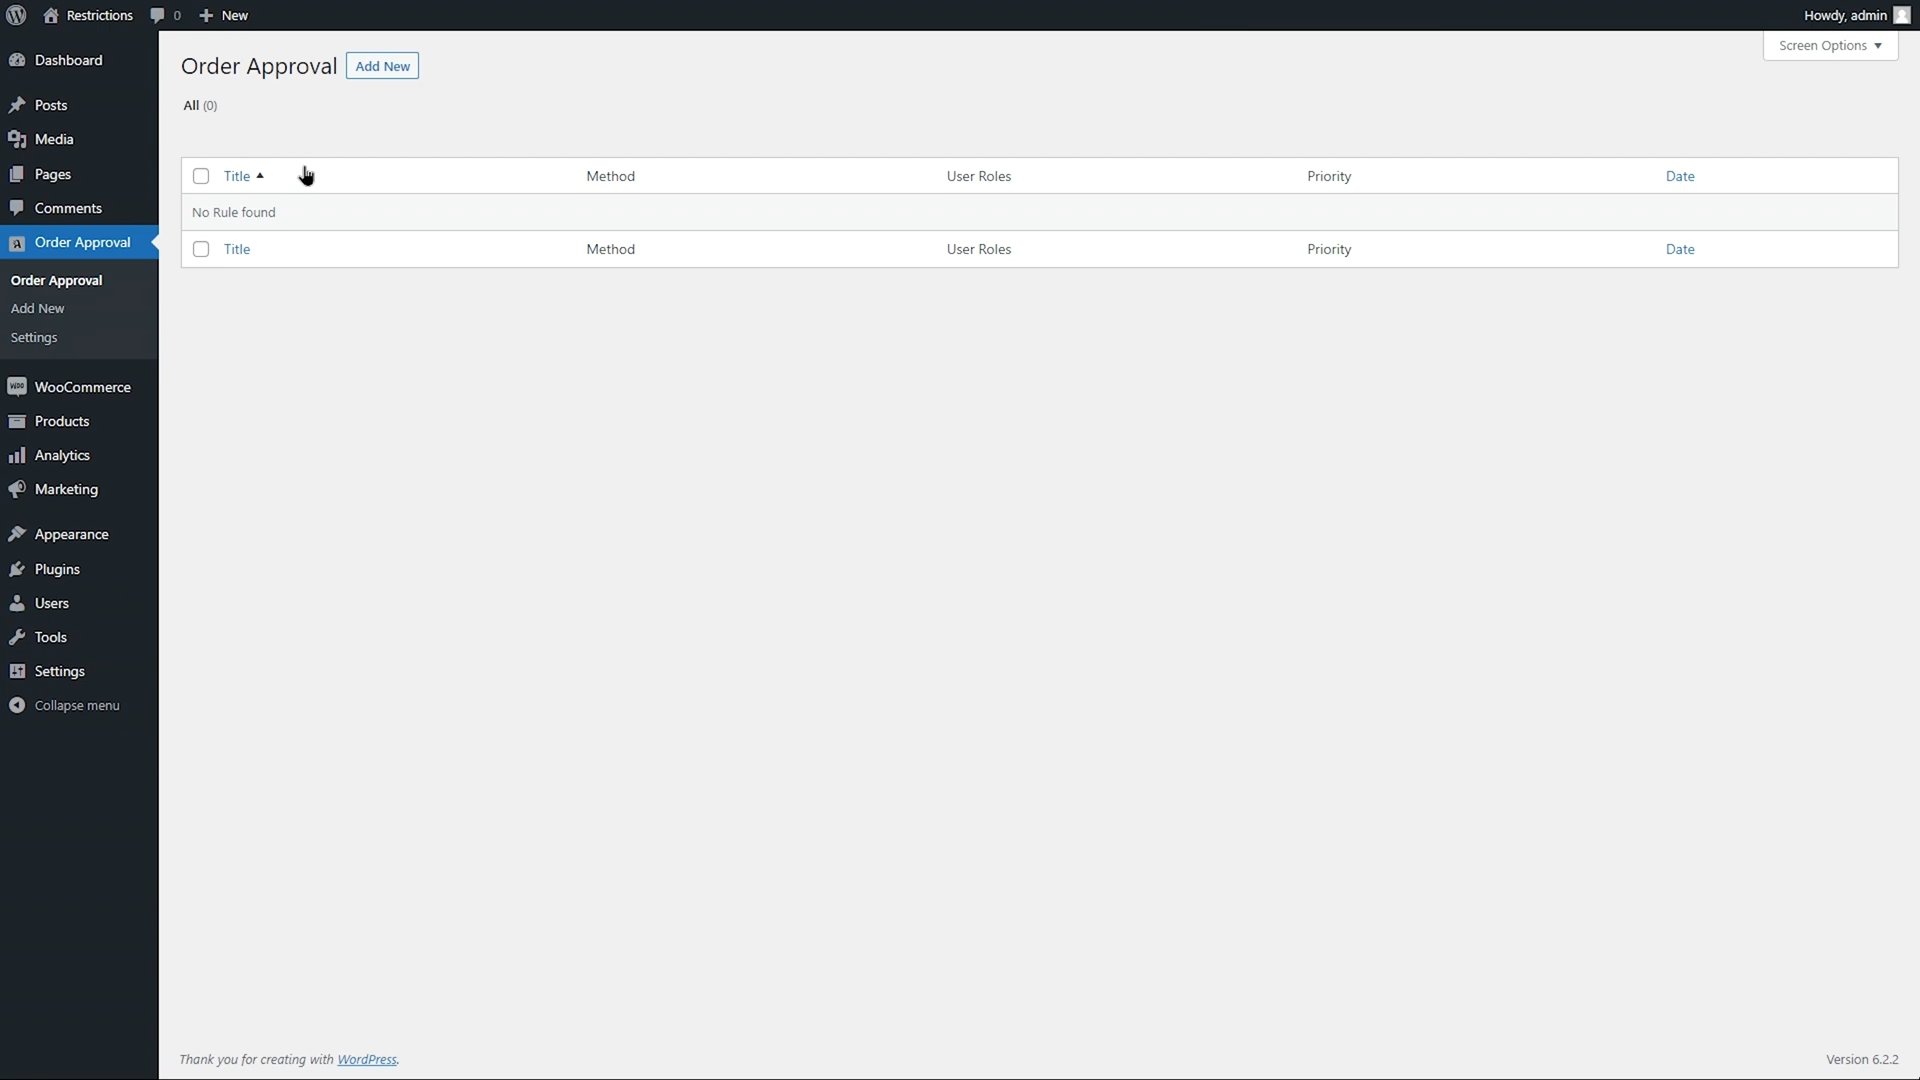 Restrictions 0 New Howdy, admin
Screen Options
Dashboard
Posts
Media
Pages
Comments
Order Approval
Order Approval
Add New
Settings
WooCommerce
Products
Analytics
Marketing
Appearance
Plugins
Users
Tools
Settings
Collapse menu
Order Approval Add New
All (0)
Title Method User Roles Priority Date
No Rule found
Title Method User Roles Priority Date
Thank you for creating with WordPress.
Version 6.2.2